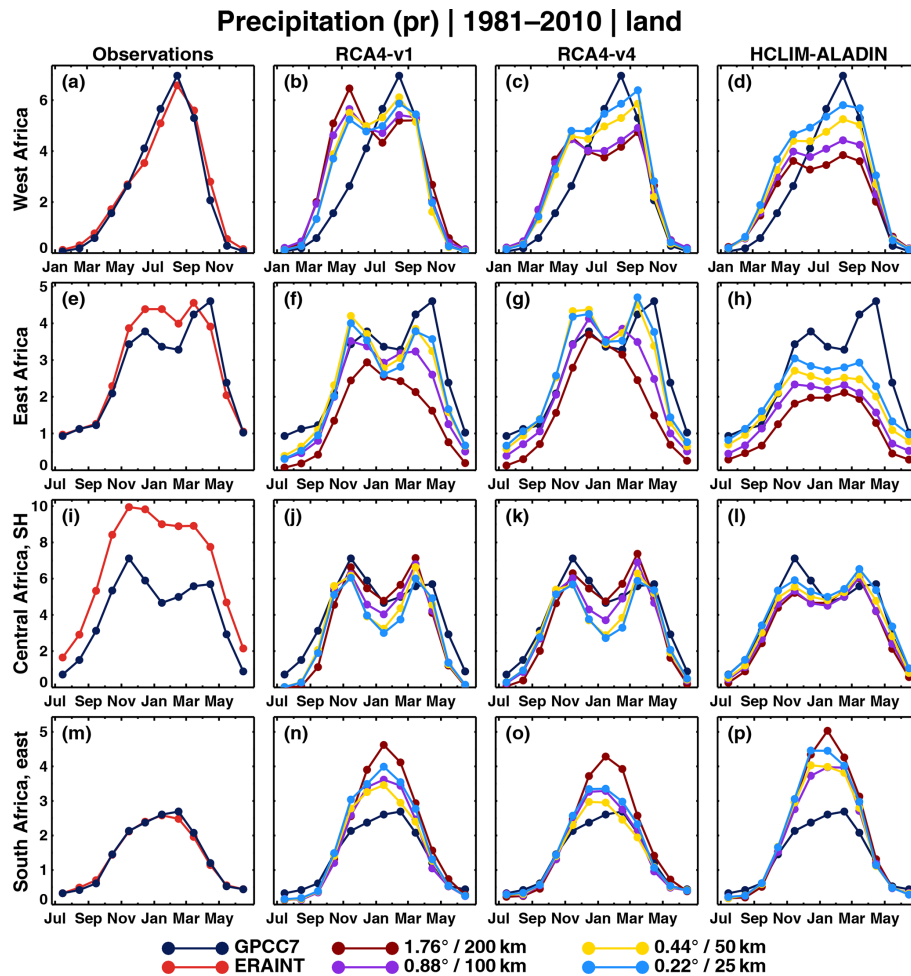 Precipitation (pr) | 1981–2010 | land
Observations RCA4-v1 RCA4-v4 HCLIM-ALADIN
West Africa
(a) (b) (c) (d)
6
4
2
0
Jan Mar May Jul Sep Nov Jan Mar May Jul Sep Nov Jan Mar May Jul Sep Nov Jan Mar May Jul Sep Nov
East Africa
(e) (f) (g) (h)
5
4
3
2
1
0
Jul Sep Nov Jan Mar May Jul Sep Nov Jan Mar May Jul Sep Nov Jan Mar May Jul Sep Nov Jan Mar May
Central Africa, SH
(i) (j) (k) (l)
10
8
6
4
2
0
Jul Sep Nov Jan Mar May Jul Sep Nov Jan Mar May Jul Sep Nov Jan Mar May Jul Sep Nov Jan Mar May
South Africa, east
(m) (n) (o) (p)
5
4
3
2
1
0
Jul Sep Nov Jan Mar May Jul Sep Nov Jan Mar May Jul Sep Nov Jan Mar May Jul Sep Nov Jan Mar May
GPCC7 1.76° / 200 km 0.44° / 50 km
ERAINT 0.88° / 100 km 0.22° / 25 km